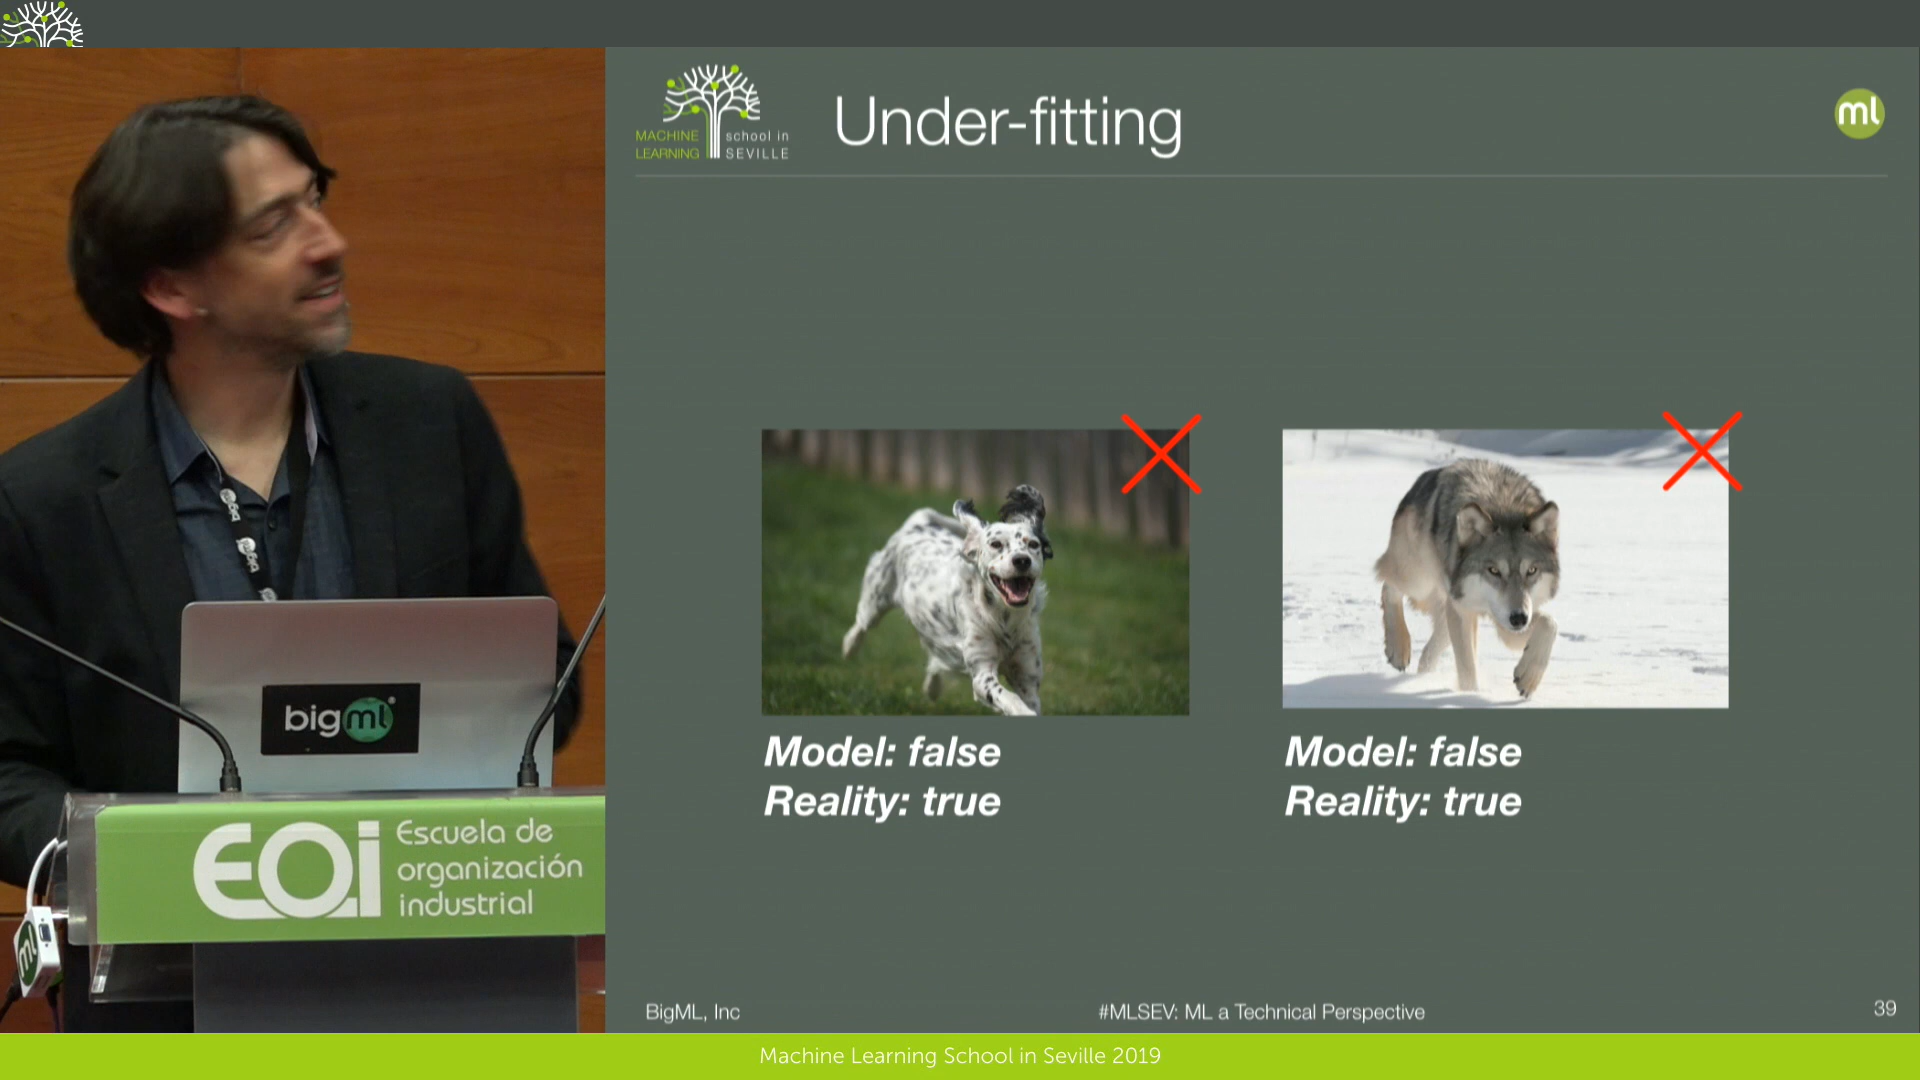 MACHINE
LEARNING
school in
SEVILLE
Under-fitting
ml
Model: false
Reality: true
Model: false
Reality: true
bigml
EOI
Escuela de
organización
industrial
ml
BigML, Inc
#MLSEV: ML a Technical Perspective
39
Machine Learning School in Seville 2019